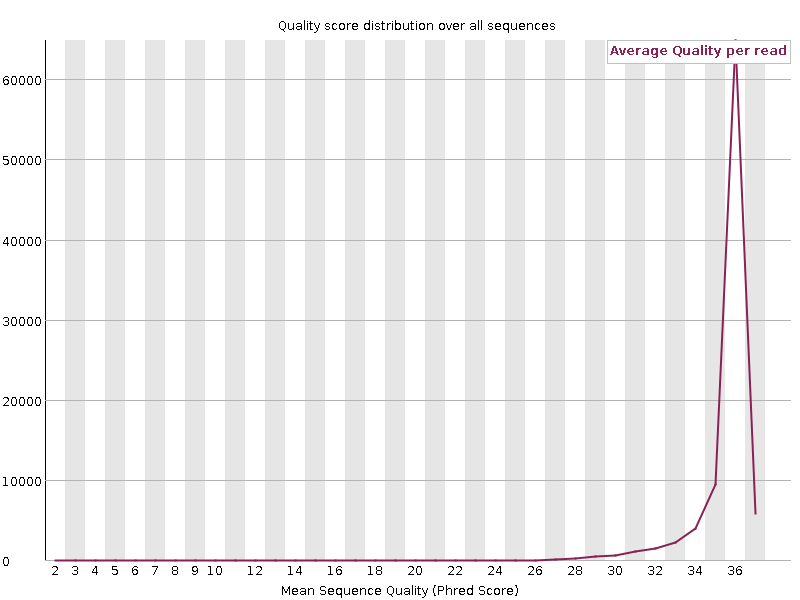 Quality score distribution over all sequences
Average Quality per read
60000
50000
40000
30000
20000
10000
0
2 3 4 5 6 7 8 9 10 12 14 16 18 20 22 24 26 28 30 32 34 36
Mean Sequence Quality (Phred Score)